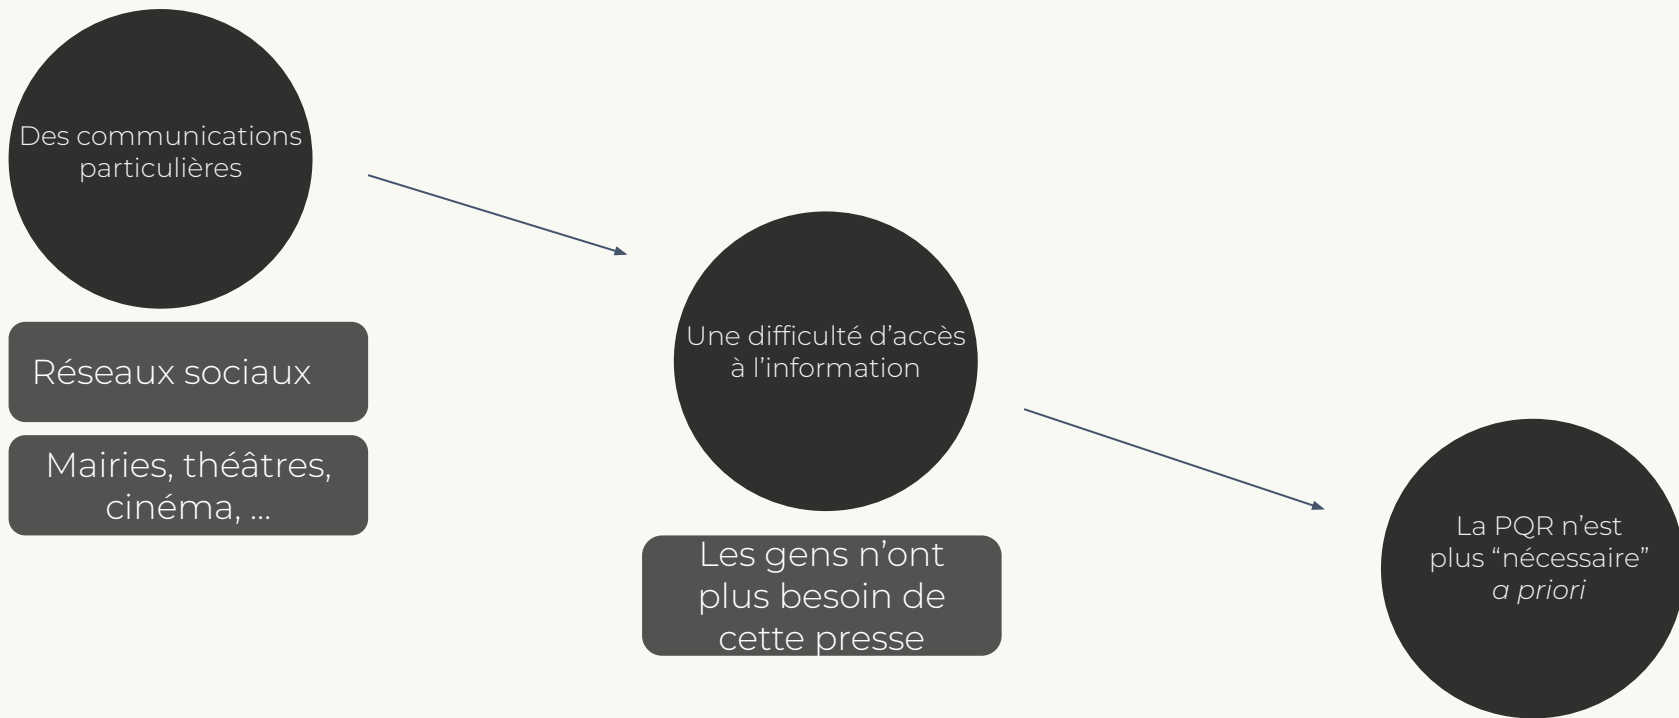 Des communications
particulières
Réseaux sociaux
Mairies, théâtres,
cinéma, ...
Une difficulté d’accès
à l’information
Les gens n’ont
plus besoin de
cette presse
La PQR n’est
plus “nécessaire”
a priori